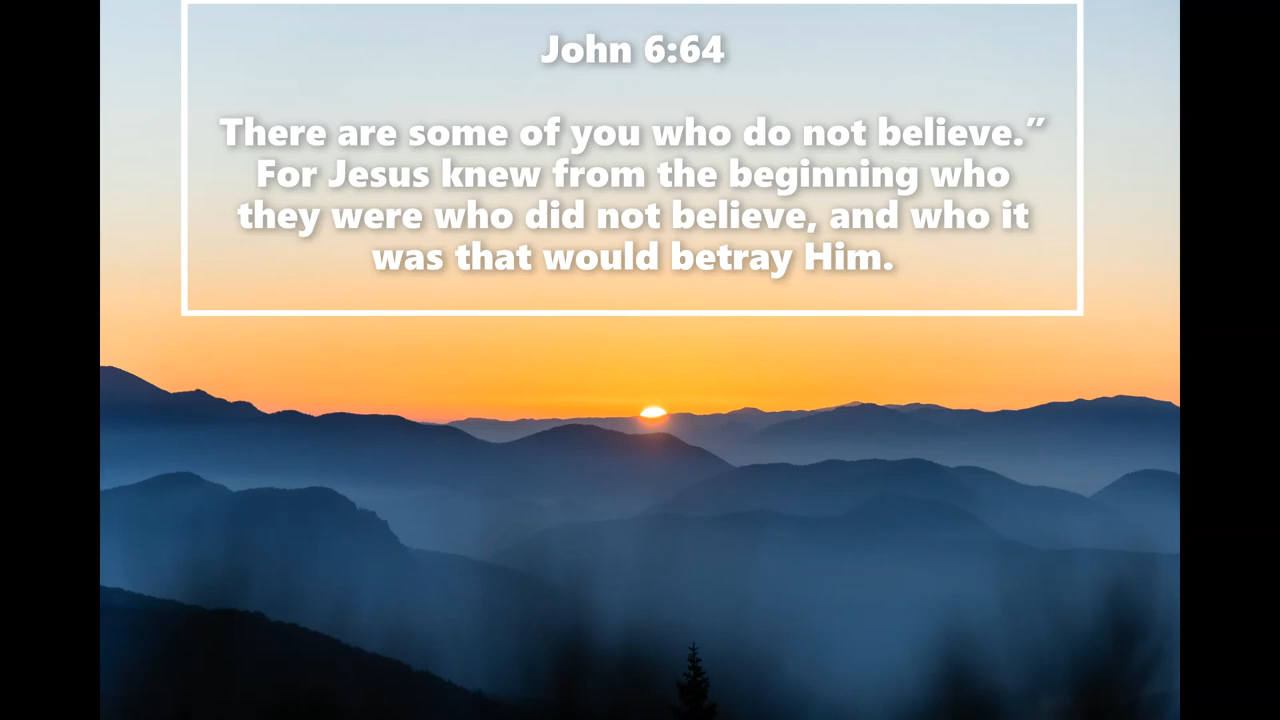 John 6:64
There are some of you who do not believe.”
For Jesus knew from the beginning who
they were who did not believe, and who it
was that would betray Him.